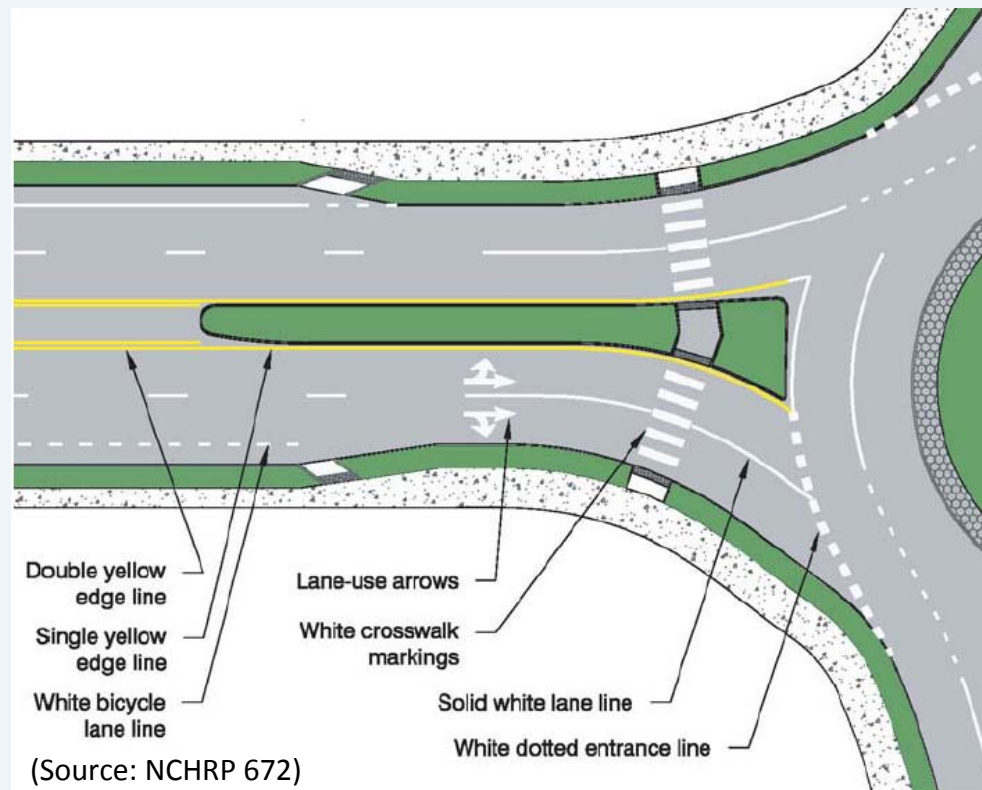 Double yellow
edge line
Single yellow
edge line
White bicycle
lane line
Lane-use arrows
White crosswalk
markings
Solid white lane line
White dotted entrance line
(Source: NCHRP 672)